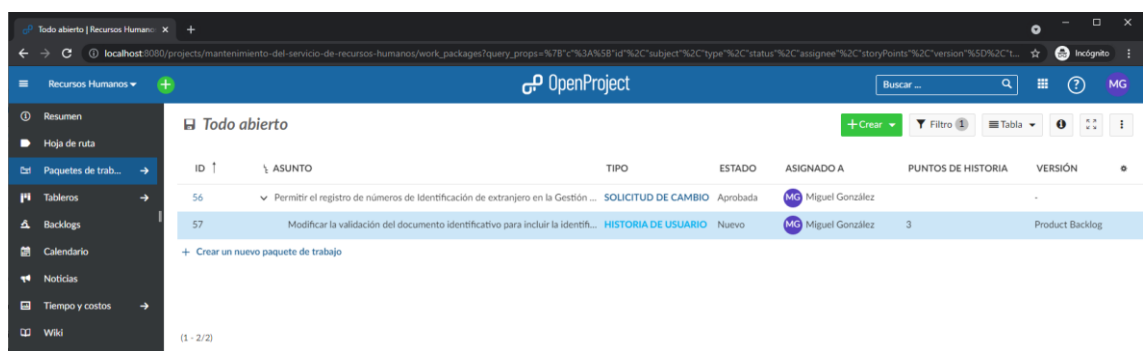 Todo abierto | Recursos Human
localhost:8080/projects/mantenimiento-del-servicio-de-recursos-humanos/work_packages?query_props=%7B"c"%3A%5B"id"%2C"subject"%2C"type"%2C"status"%2C"assignee"%2C"storyPoints"%2C"version"%5D%2C"t...
Incógnito
Recursos Humanos
OpenProject
Buscar ...
MG
Resumen
Todo abierto
+ Crear
Filtro 1
Tabla
Hoja de ruta
Paquetes de trab...
ID ↑ ASUNTO TIPO ESTADO ASIGNADO A PUNTOS DE HISTORIA VERSIÓN
Tableros
56 Permitir el registro de números de Identificación de extranjero en la Gestión ... SOLICITUD DE CAMBIO Aprobada MG Miguel González -
Backlogs
57 Modificar la validación del documento identificativo para incluir la identifi... HISTORIA DE USUARIO Nuevo MG Miguel González 3 Product Backlog
Calendario
+ Crear un nuevo paquete de trabajo
Noticias
Tiempo y costos
Wiki
(1 - 2/2)